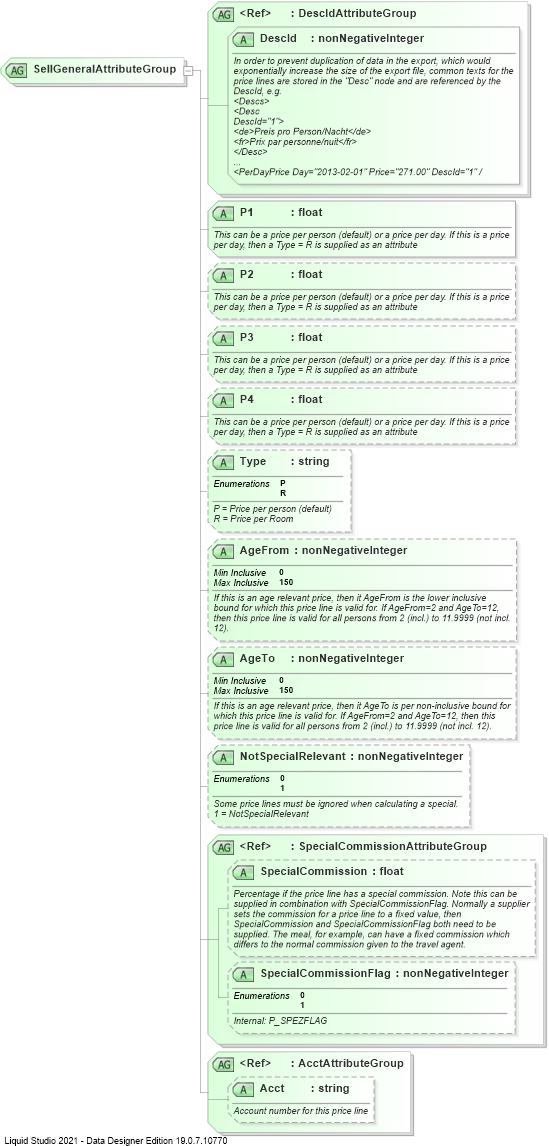 AG <Ref> : DescIdAttributeGroup
A DescId : nonNegativeInteger
In order to prevent duplication of data in the export, which would
exponentially increase the size of the export file, common texts for the
price lines are stored in the "Desc" node and are referenced by the
DescId, e.g.
<Descs>
<Desc
DescId="1">
<de>Preis pro Person/Nacht</de>
<fr>Prix par personne/nuit</fr>
</Desc>
...
<PerDayPrice Day="2013-02-01" Price="271.00" DescId="1" /
AG SellGeneralAttributeGroup
A P1 : float
This can be a price per person (default) or a price per day. If this is a price
per day, then a Type = R is supplied as an attribute
A P2 : float
This can be a price per person (default) or a price per day. If this is a price
per day, then a Type = R is supplied as an attribute
A P3 : float
This can be a price per person (default) or a price per day. If this is a price
per day, then a Type = R is supplied as an attribute
A P4 : float
This can be a price per person (default) or a price per day. If this is a price
per day, then a Type = R is supplied as an attribute
A Type : string
Enumerations P
R
P = Price per person (default)
R = Price per Room
A AgeFrom : nonNegativeInteger
Min Inclusive 0
Max Inclusive 150
If this is an age relevant price, then it AgeFrom is the lower inclusive
bound for which this price line is valid for. If AgeFrom=2 and AgeTo=12,
then this price line is valid for all persons from 2 (incl.) to 11.9999 (not incl.
12).
A AgeTo : nonNegativeInteger
Min Inclusive 0
Max Inclusive 150
If this is an age relevant price, then it AgeTo is per non-inclusive bound for
which this price line is valid for. If AgeFrom=2 and AgeTo=12, then this
price line is valid for all persons from 2 (incl.) to 11.9999 (not incl. 12).
A NotSpecialRelevant : nonNegativeInteger
Enumerations 0
1
Some price lines must be ignored when calculating a special.
1 = NotSpecialRelevant
AG <Ref> : SpecialCommissionAttributeGroup
A SpecialCommission : float
Percentage if the price line has a special commission. Note this can be
supplied in combination with SpecialCommissionFlag. Normally a supplier
sets the commission for a price line to a fixed value, then
SpecialCommission and SpecialCommissionFlag both need to be
supplied. The meal, for example, can have a fixed commission which
differs to the normal commission given to the travel agent.
A SpecialCommissionFlag : nonNegativeInteger
Enumerations 0
1
Internal: P_SPEZFLAG
AG <Ref> : AcctAttributeGroup
A Acct : string
Account number for this price line
Liquid Studio 2021 - Data Designer Edition 19.0.7.10770